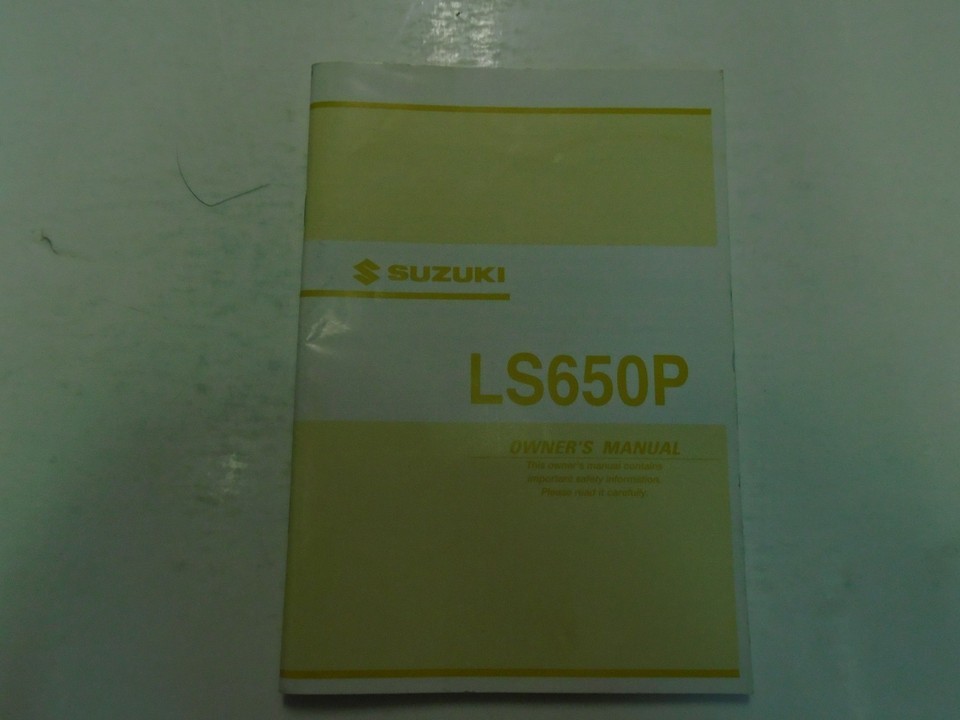 SUZUKI
LS650P
OWNER'S MANUAL
This owner's manual contains
important safety information.
Please read it carefully.